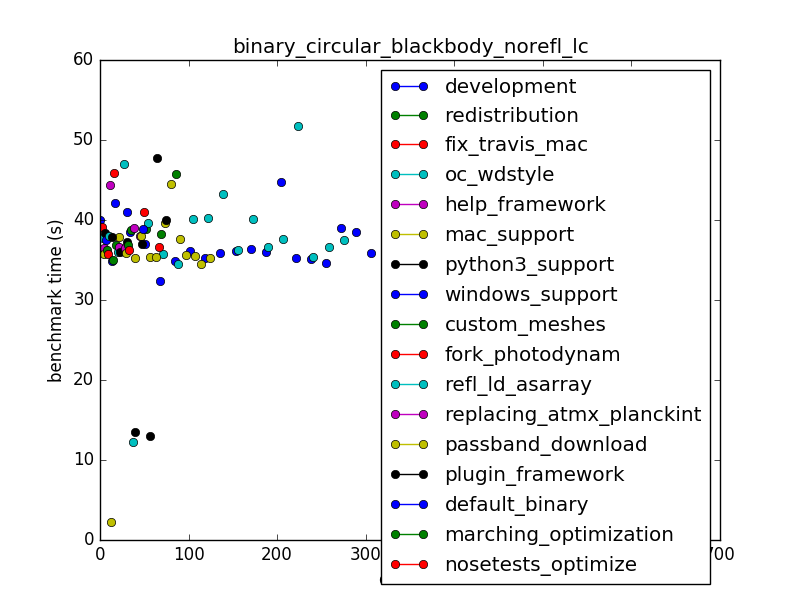 binary_circular_blackbody_norefl_lc
60
50
40
30
20
10
0
benchmark time (s)
0 100 200 300 700
development
redistribution
fix_travis_mac
oc_wdstyle
help_framework
mac_support
python3_support
windows_support
custom_meshes
fork_photodynam
refl_ld_asarray
replacing_atmx_planckint
passband_download
plugin_framework
default_binary
marching_optimization
nosetests_optimize